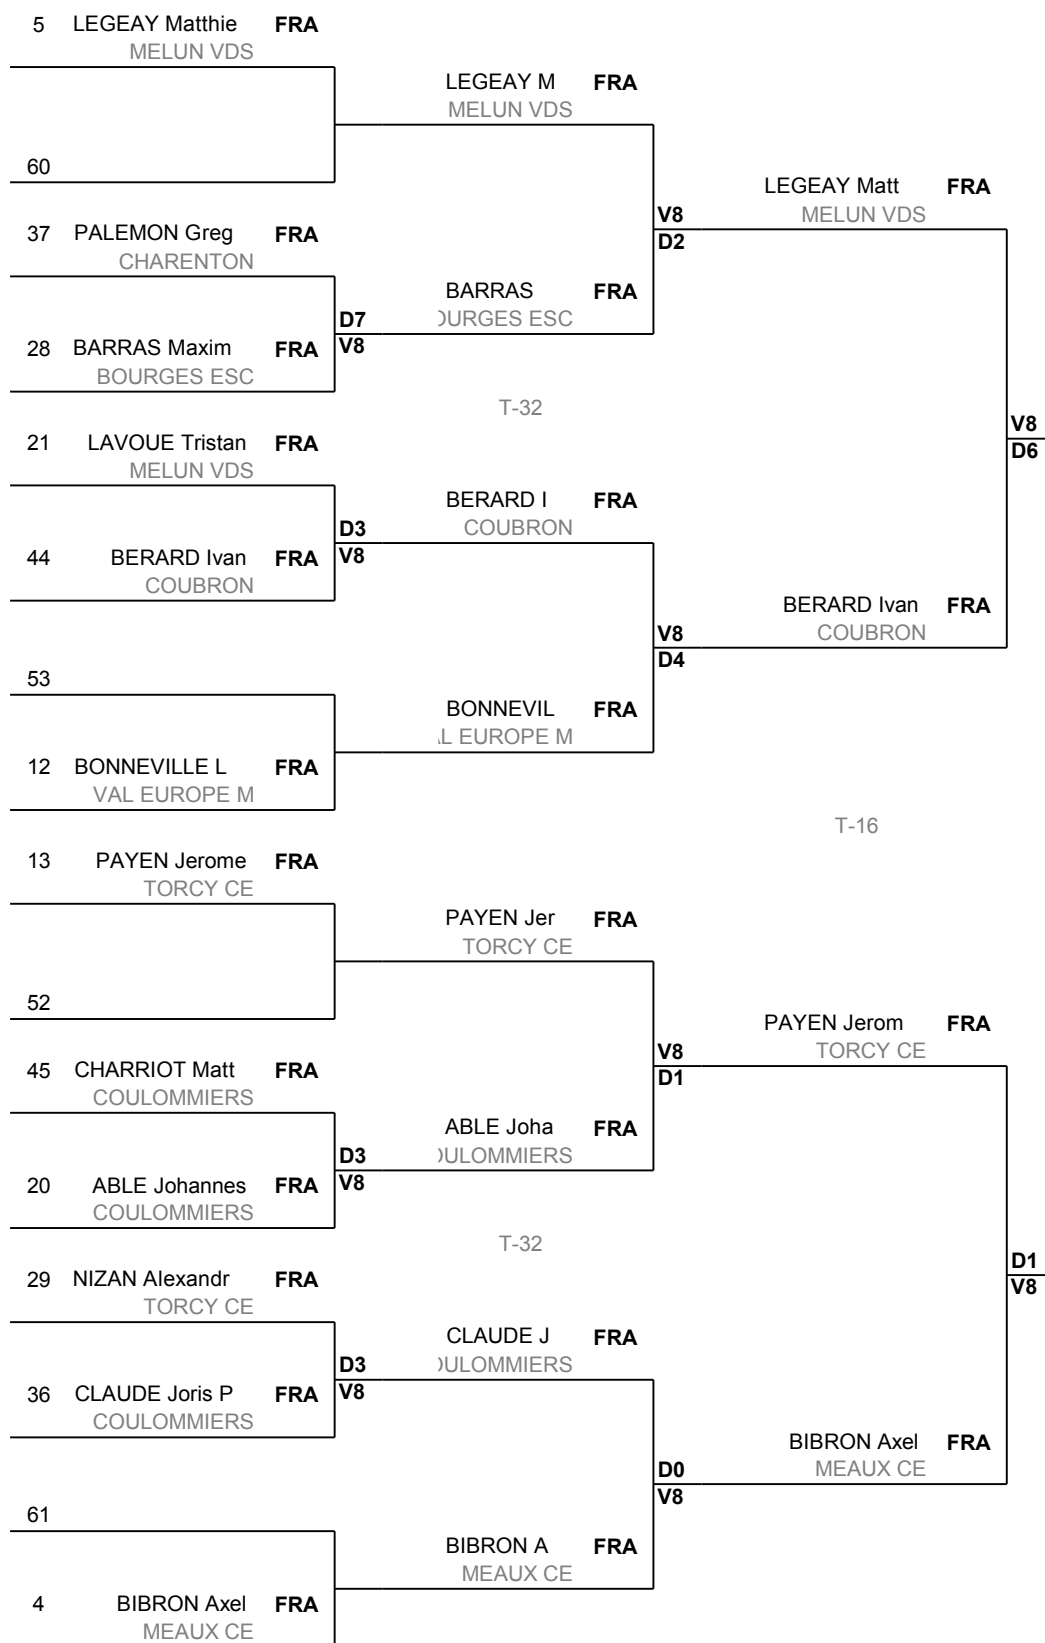 5 LEGEAY Matthie FRA
MELUN VDS
LEGEAY M FRA
MELUN VDS
60
LEGEAY Matt FRA
MELUN VDS
V8
D2
37 PALEMON Greg FRA
CHARENTON
BARRAS FRA
OURGES ESC
D7
V8
28 BARRAS Maxim FRA
BOURGES ESC
T-32
V8
D6
21 LAVOUE Tristan FRA
MELUN VDS
BERARD I FRA
COUBRON
D3
V8
44 BERARD Ivan FRA
COUBRON
BERARD Ivan FRA
COUBRON
V8
D4
53
BONNEVIL FRA
AL EUROPE M
12 BONNEVILLE L FRA
VAL EUROPE M
T-16
13 PAYEN Jerome FRA
TORCY CE
PAYEN Jer FRA
TORCY CE
52
PAYEN Jerom FRA
TORCY CE
V8
D1
45 CHARRIOT Matt FRA
COULOMMIERS
ABLE Joha FRA
OULOMMIERS
D3
V8
20 ABLE Johannes FRA
COULOMMIERS
T-32
D1
V8
29 NIZAN Alexandr FRA
TORCY CE
CLAUDE J FRA
OULOMMIERS
D3
V8
36 CLAUDE Joris P FRA
COULOMMIERS
BIBRON Axel FRA
MEAUX CE
D0
V8
61
BIBRON A FRA
MEAUX CE
4 BIBRON Axel FRA
MEAUX CE